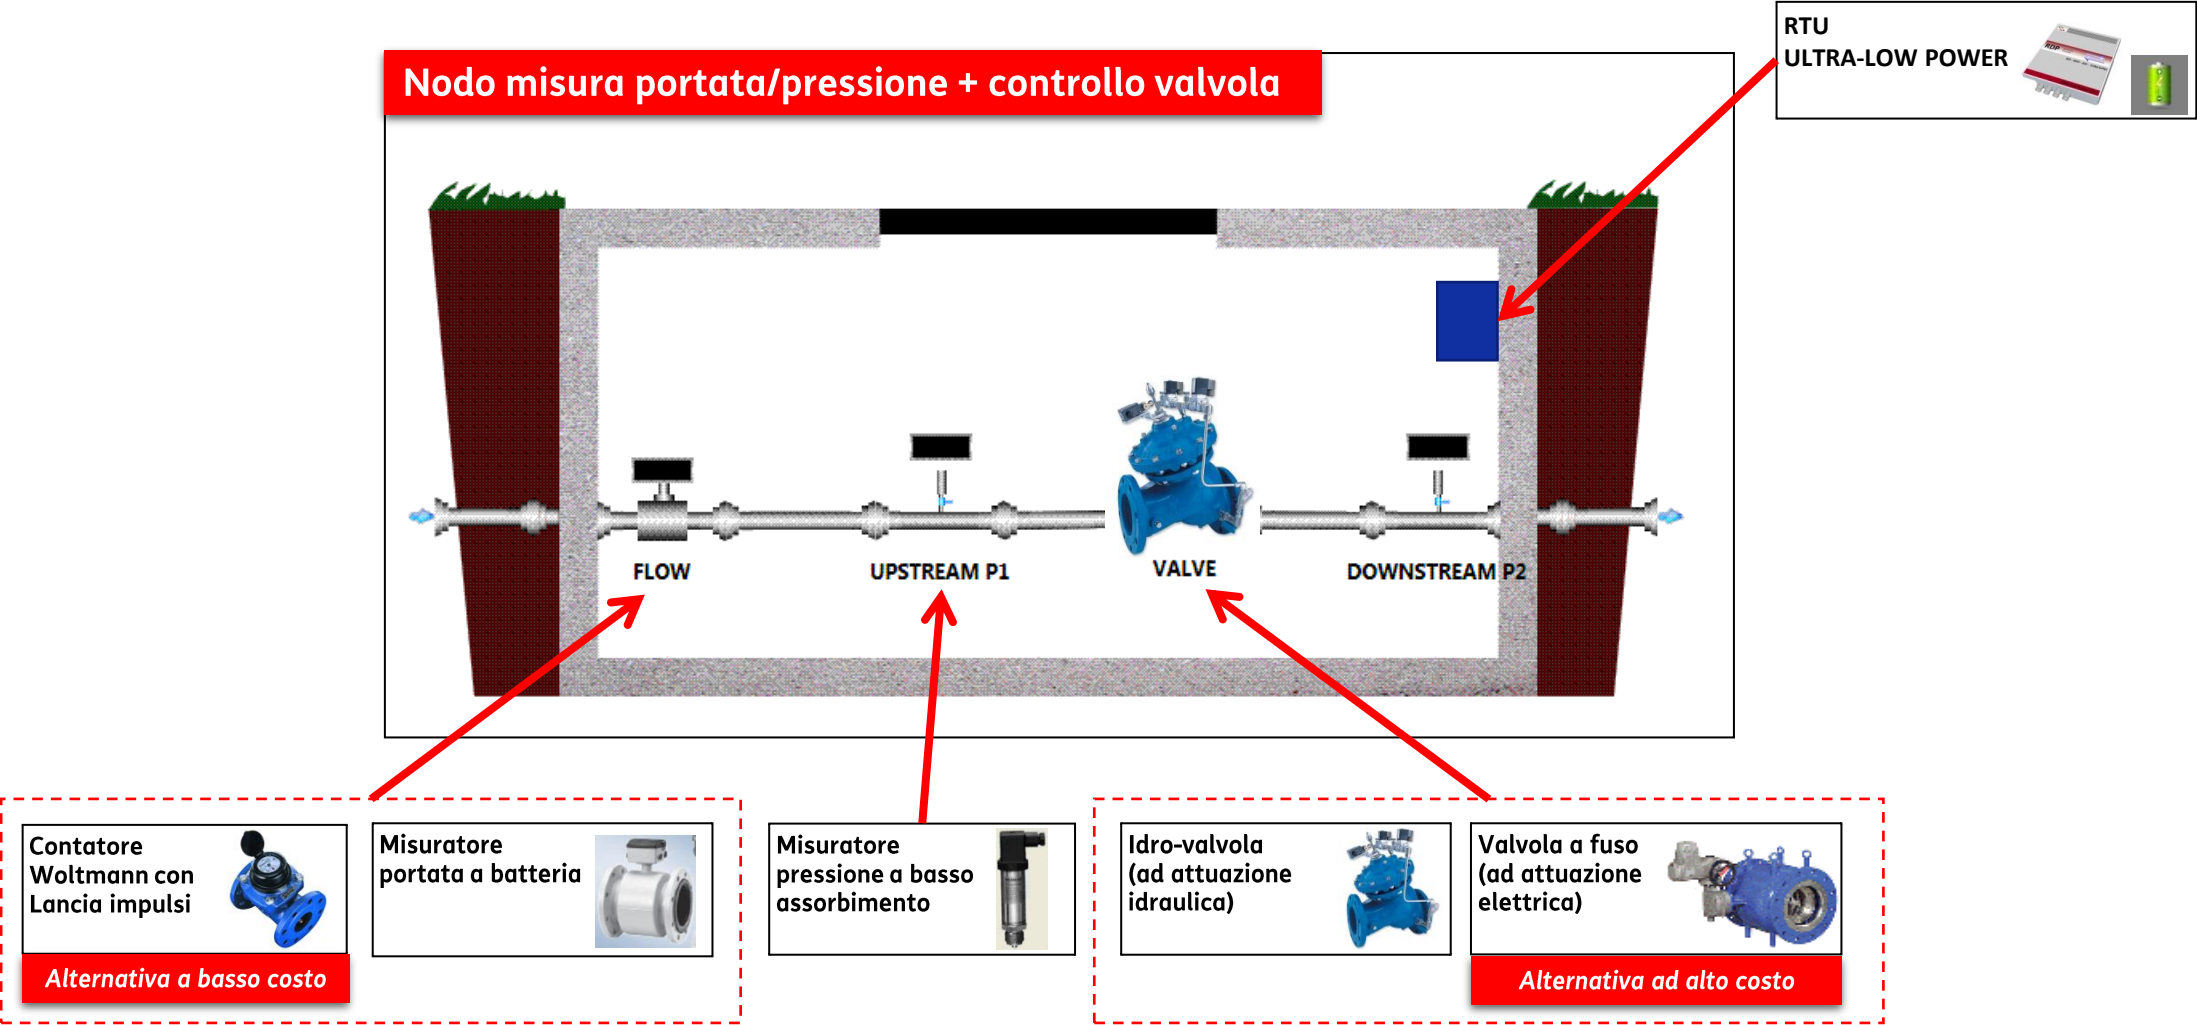 RTU
ULTRA-LOW POWER
Nodo misura portata/pressione + controllo valvola
RDP
FLOW
UPSTREAM P1
VALVE
DOWNSTREAM P2
Contatore
Woltmann con
Lancia impulsi
Alternativa a basso costo
Misuratore
portata a batteria
Misuratore
pressione a basso
assorbimento
Idro-valvola
(ad attuazione
idraulica)
Valvola a fuso
(ad attuazione
elettrica)
Alternativa ad alto costo